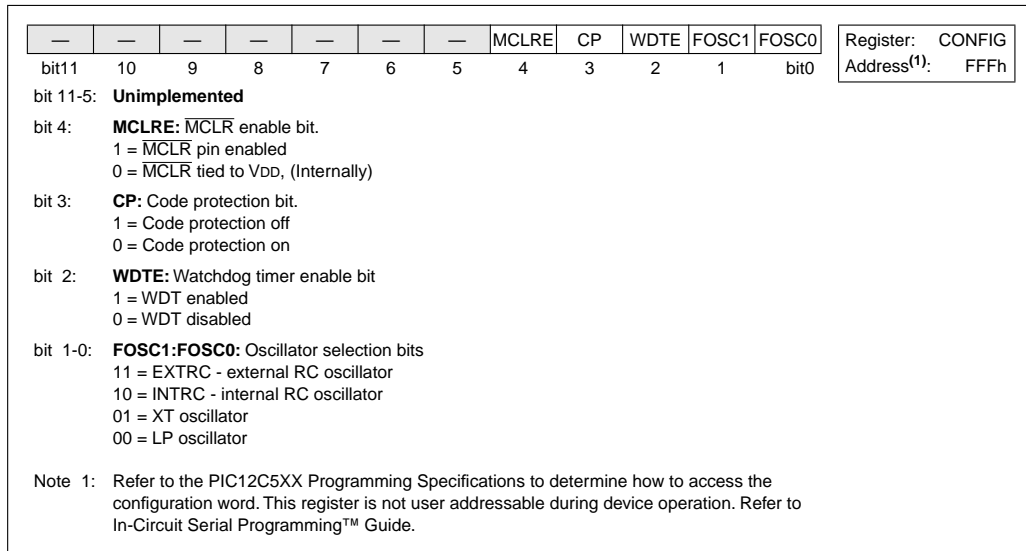 — — — — — — — MCLRE CP WDTE FOSC1 FOSC0
bit11 10 9 8 7 6 5 4 3 2 1 bit0
Register: CONFIG
Address(1): FFFh
bit 11-5: Unimplemented
bit 4: MCLRE: MCLR enable bit.
1 = MCLR pin enabled
0 = MCLR tied to VDD, (Internally)
bit 3: CP: Code protection bit.
1 = Code protection off
0 = Code protection on
bit 2: WDTE: Watchdog timer enable bit
1 = WDT enabled
0 = WDT disabled
bit 1-0: FOSC1:FOSC0: Oscillator selection bits
11 = EXTRC - external RC oscillator
10 = INTRC - internal RC oscillator
01 = XT oscillator
00 = LP oscillator
Note 1: Refer to the PIC12C5XX Programming Specifications to determine how to access the
configuration word. This register is not user addressable during device operation. Refer to
In-Circuit Serial Programming™ Guide.